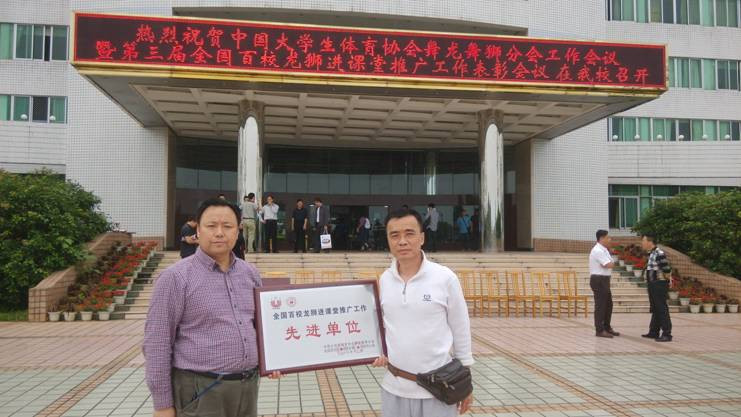 热烈祝贺中国大学生体育协会舞龙舞狮分会工作会议
暨第三届全国百校龙狮进课堂推广工作表彰会议 在我校召开
全国百校龙狮进课堂推广工作
先进单位